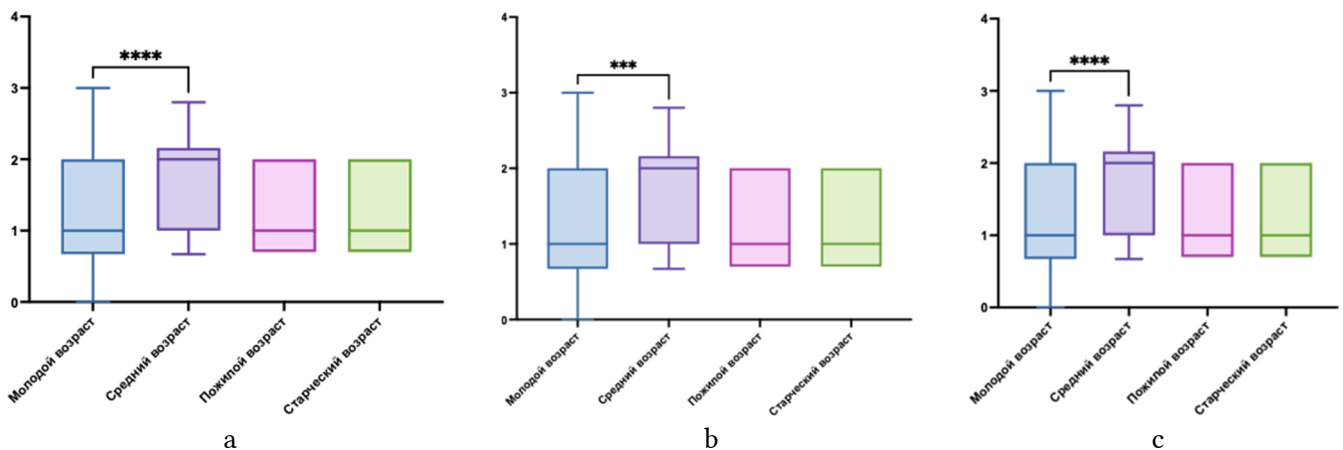 4
3
2
1
0
****
Молодой возраст
Средний возраст
Пожилой возраст
Старческий возраст
a
4
3
2
1
0
***
Молодой возраст
Средний возраст
Пожилой возраст
Старческий возраст
b
4
3
2
1
0
****
Молодой возраст
Средний возраст
Пожилой возраст
Старческий возраст
c